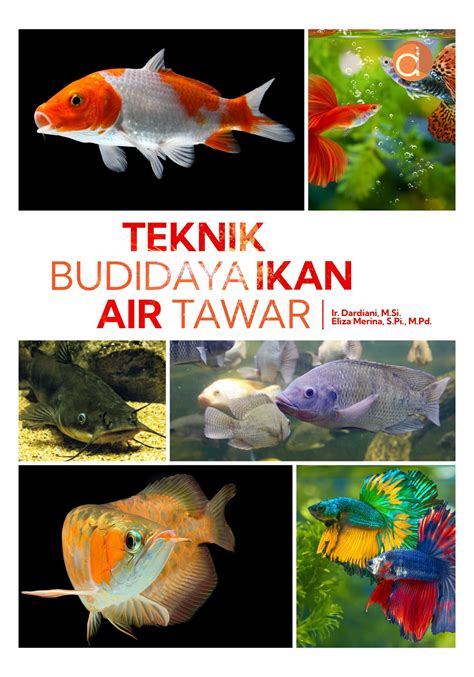 TEKNIK
BUDIDAYA IKAN
AIR TAWAR
Ir. Dardiani, M.Si.
Eliza Merina, S.Pi., M.Pd.